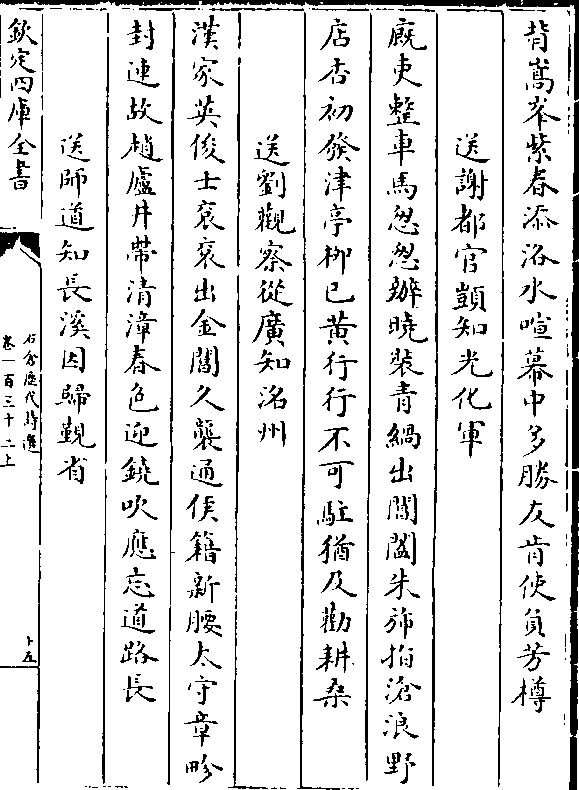 背嵩峯紫春添洛水喧幕中多勝友肯使負芳樽
送謝都官顗知光化軍
廐吏整車馬怱怱辦曉裝青緺出閶闔朱斾指滄浪野
店杏初發津亭柳已黄行行不可駐猶及勸耕桑
送劉觀察從廣知洺州
漢家英俊士衮衮出金閨久襲通侯籍新腰太守章畛
封連故趙廬井帶清漳春色迎鐃吹應忘道路長
送師道知長溪因歸覲省
欽定四庫全書
石倉歷代詩選
卷一百三十二上
十五